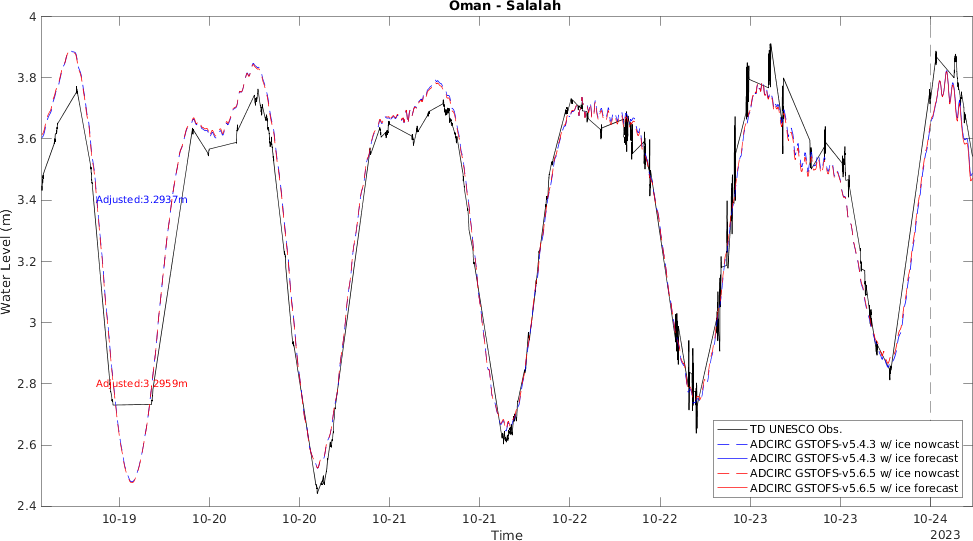 Oman - Salalah
4
3.8
3.6
3.4
3.2
3
2.8
2.6
2.4
Water Level (m)
Adjusted:3.2937m
Adjusted:3.2959m
TD UNESCO Obs.
ADCIRC GSTOFS-v5.4.3 w/ ice nowcast
ADCIRC GSTOFS-v5.4.3 w/ ice forecast
ADCIRC GSTOFS-v5.6.5 w/ ice nowcast
ADCIRC GSTOFS-v5.6.5 w/ ice forecast
10-19 10-20 10-20 10-21 10-21 10-22 10-22 10-23 10-23 10-24
Time
2023